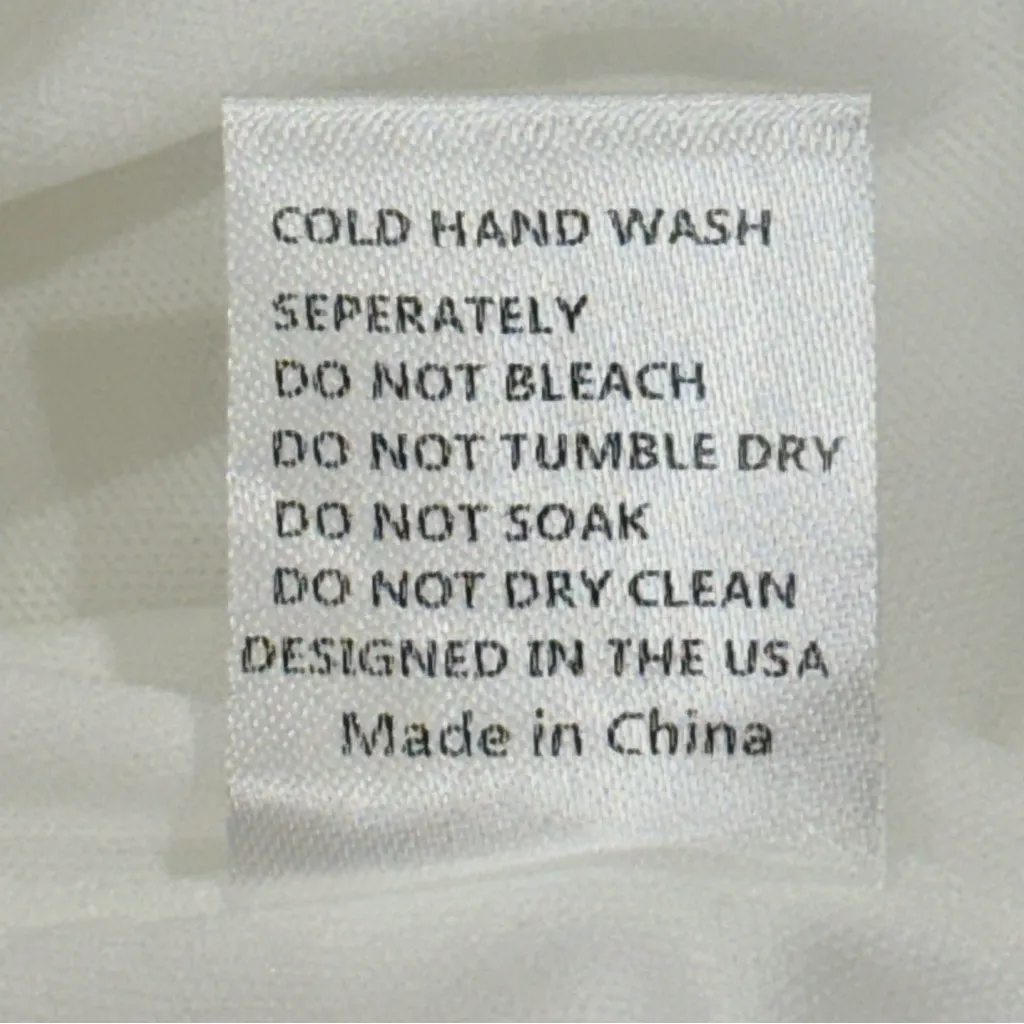 COLD HAND WASH
SEPERATELY
DO NOT BLEACH
DO NOT TUMBLE DRY
DO NOT SOAK
DO NOT DRY CLEAN
DESIGNED IN THE USA
Made in China